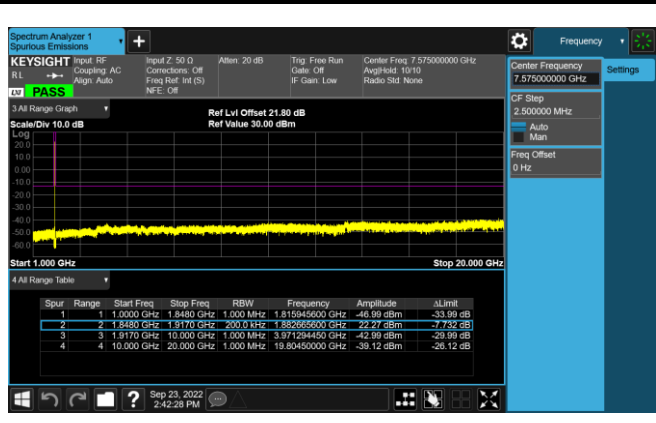 Spectrum Analyzer 1
Spurious Emissions
Frequency
KEYSIGHT
RL
LXI
PASS
Input: RF
Coupling: AC
Align: Auto
Input Z: 50 Ω
Corrections: Off
Freq Ref: Int (S)
NFE: Off
Atten: 20 dB
Trig: Free Run
Gate: Off
IF Gain: Low
Center Freq: 7.575000000 GHz
Avg|Hold: 10/10
Radio Std: None
Center Frequency
7.575000000 GHz
Settings
CF Step
2.500000 MHz
Auto
Man
Freq Offset
0 Hz
3 All Range Graph
Scale/Div 10.0 dB
Ref Lvl Offset 21.80 dB
Ref Value 30.00 dBm
Log
20.0
10.0
0.00
-10.0
-20.0
-30.0
-40.0
-50.0
-60.0
Start 1.000 GHz
Stop 20.000 GHz
4 All Range Table
Spur Range Start Freq Stop Freq RBW Frequency Amplitude ΔLimit
1 1 1.0000 GHz 1.8480 GHz 1.000 MHz 1.815945600 GHz -46.99 dBm -33.99 dB
2 2 1.8480 GHz 1.9170 GHz 200.0 kHz 1.882665600 GHz 22.27 dBm -7.732 dB
3 3 1.9170 GHz 10.000 GHz 1.000 MHz 3.971294450 GHz -42.99 dBm -29.99 dB
4 4 10.000 GHz 20.000 GHz 1.000 MHz 19.80450000 GHz -39.12 dBm -26.12 dB
?
Sep 23, 2022
2:42:28 PM